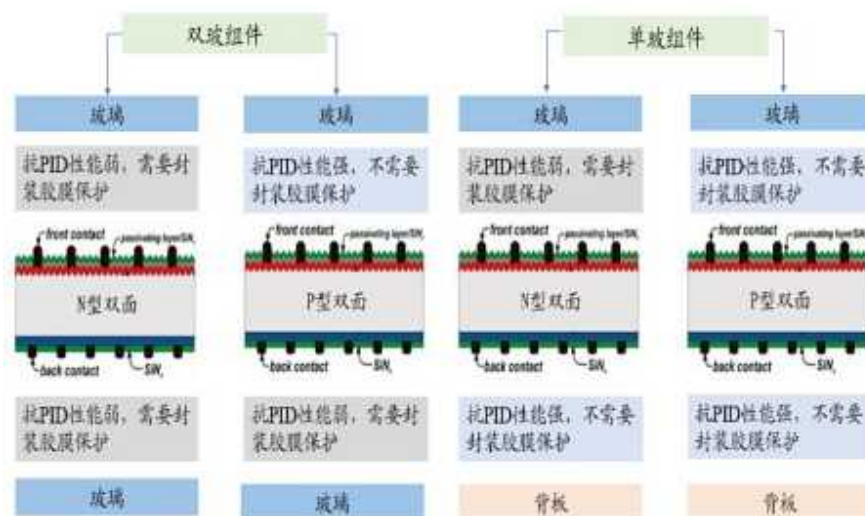 双玻组件
单玻组件
玻璃
玻璃
玻璃
玻璃
抗PID性能弱，需要封
装胶膜保护
抗PID性能强，不需要
封装胶膜保护
抗PID性能弱，需要封
装胶膜保护
抗PID性能强，不需要
封装胶膜保护
front contact
passivating layer/SiNx
front contact
passivating layer/SiNx
front contact
passivating layer/SiNx
front contact
passivating layer/SiNx
N型双面
P型双面
N型双面
P型双面
back contact
SiNx
back contact
SiNx
back contact
SiNx
back contact
SiNx
抗PID性能弱，需要封
装胶膜保护
抗PID性能弱，需要封
装胶膜保护
抗PID性能强，不需要
封装胶膜保护
抗PID性能强，不需要
封装胶膜保护
玻璃
玻璃
背板
背板